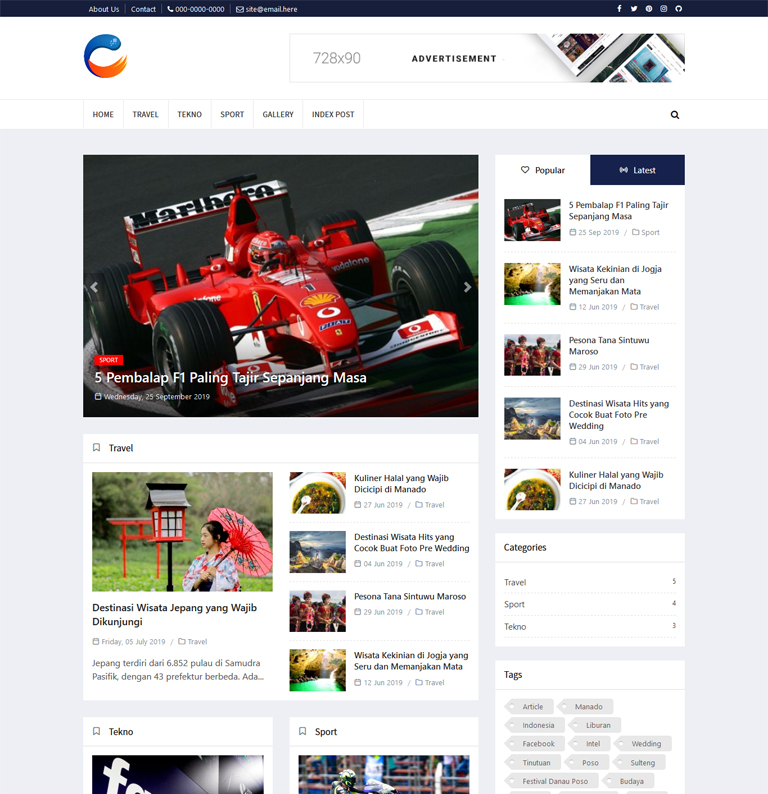 About Us
Contact
000-0000-0000
site@email.here
728x90
ADVERTISEMENT
HOME
TRAVEL
TEKNO
SPORT
GALLERY
INDEX POST
Marlboro
vodafone
Shell
SPORT
5 Pembalap F1 Paling Tajir Sepanjang Masa
Wednesday, 25 September 2019
Popular
Latest
5 Pembalap F1 Paling Tajir
Sepanjang Masa
25 Sep 2019 / Sport
Wisata Kekinian di Jogja
yang Seru dan
Memanjakan Mata
12 Jun 2019 / Travel
Pesona Tana Sintuwu
Maroso
29 Jun 2019 / Travel
Destinasi Wisata Hits yang
Cocok Buat Foto Pre
Wedding
04 Jun 2019 / Travel
Kuliner Halal yang Wajib
Dicicipi di Manado
27 Jun 2019 / Travel
Travel
Destinasi Wisata Jepang yang Wajib
Dikunjungi
Friday, 05 July 2019 / Travel
Jepang terdiri dari 6.852 pulau di Samudra
Pasifik, dengan 43 prefektur berbeda. Ada...
Kuliner Halal yang Wajib
Dicicipi di Manado
27 Jun 2019 / Travel
Destinasi Wisata Hits yang
Cocok Buat Foto Pre Wedding
04 Jun 2019 / Travel
Pesona Tana Sintuwu Maroso
29 Jun 2019 / Travel
Wisata Kekinian di Jogja yang
Seru dan Memanjakan Mata
12 Jun 2019 / Travel
Categories
Travel 5
Sport 4
Tekno 3
Tags
Article Manado
Indonesia Liburan
Facebook Intel Wedding
Tinutuan Poso Sulteng
Festival Danau Poso Budaya
Tekno
Sport